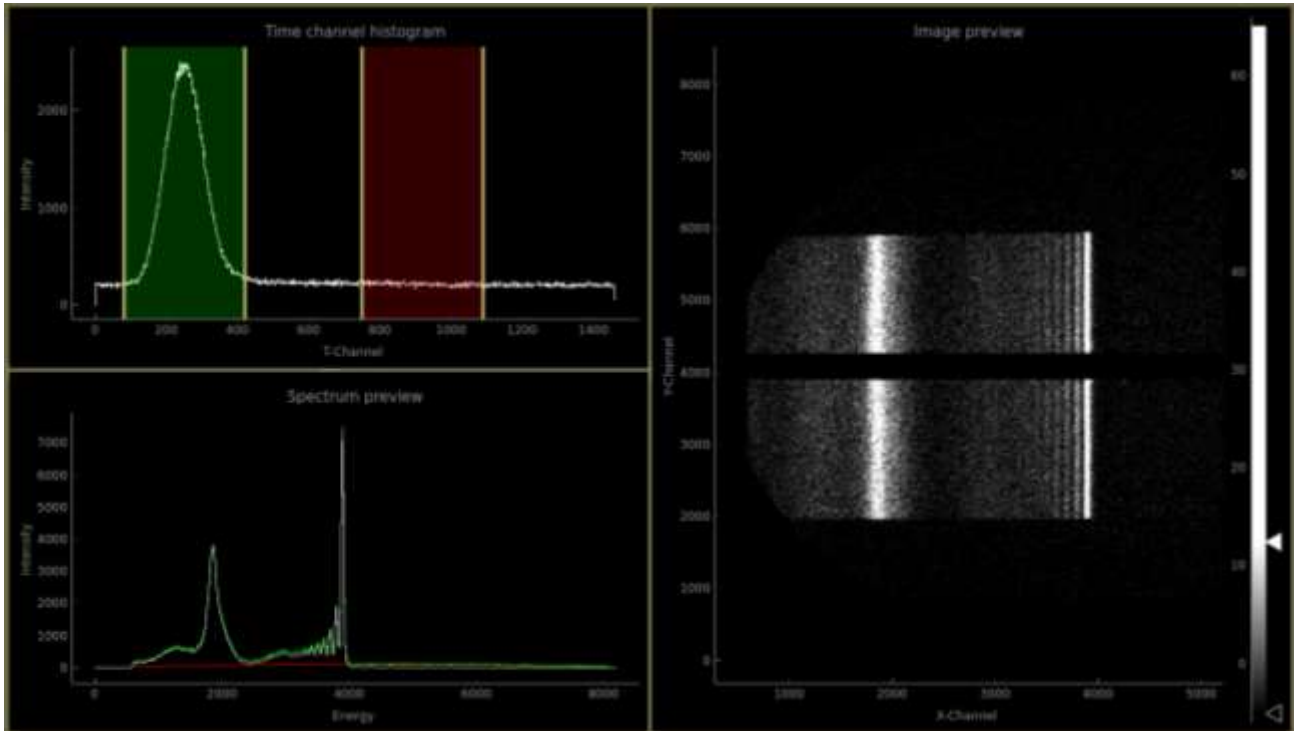 Time channel histogram
Intensity
2000
1000
0
0 200 400 600 800 1000 1200 1400
T-Channel
Spectrum preview
Intensity
7000
6000
5000
4000
3000
2000
1000
0
0 2000 4000 6000 8000
Energy
Image preview
Y-Channel
8000
7000
6000
5000
4000
3000
2000
1000
0
1000 2000 3000 4000 5000
X-Channel
60
50
40
30
20
10
0